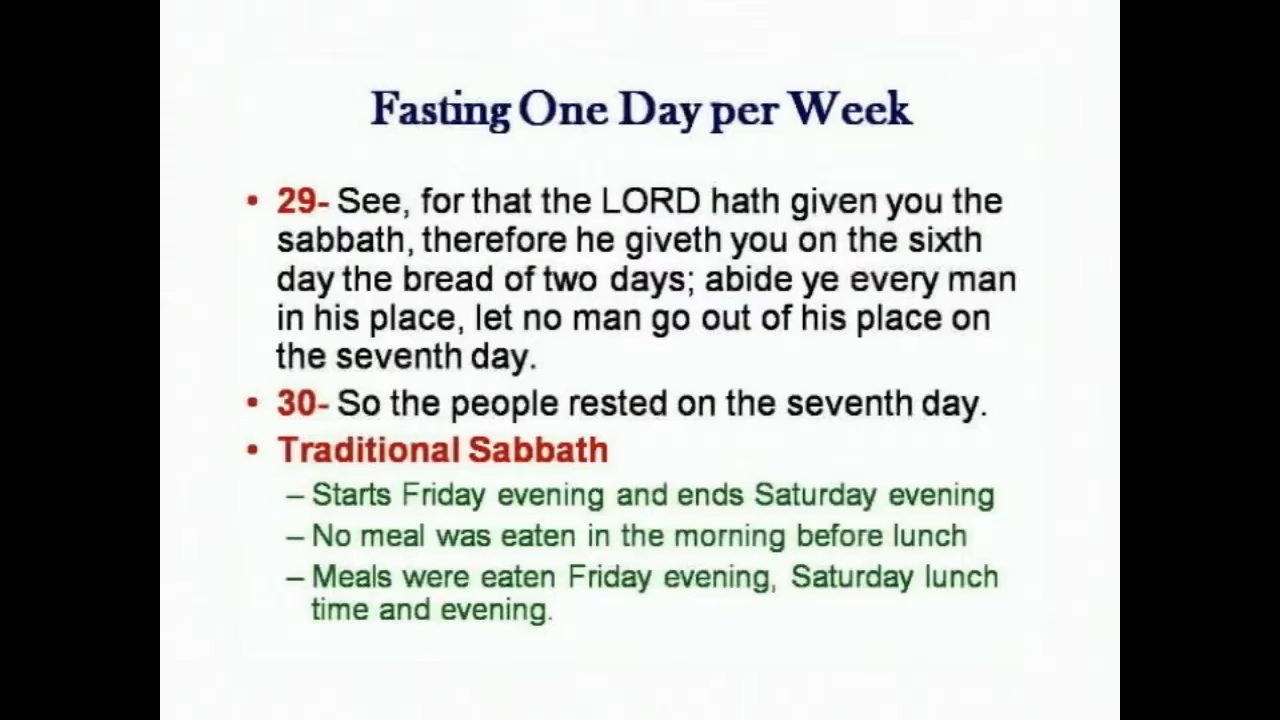 Fasting One Day per Week
• 29- See, for that the LORD hath given you the
sabbath, therefore he giveth you on the sixth
day the bread of two days; abide ye every man
in his place, let no man go out of his place on
the seventh day.
• 30- So the people rested on the seventh day.
• Traditional Sabbath
– Starts Friday evening and ends Saturday evening
– No meal was eaten in the morning before lunch
– Meals were eaten Friday evening, Saturday lunch
time and evening.